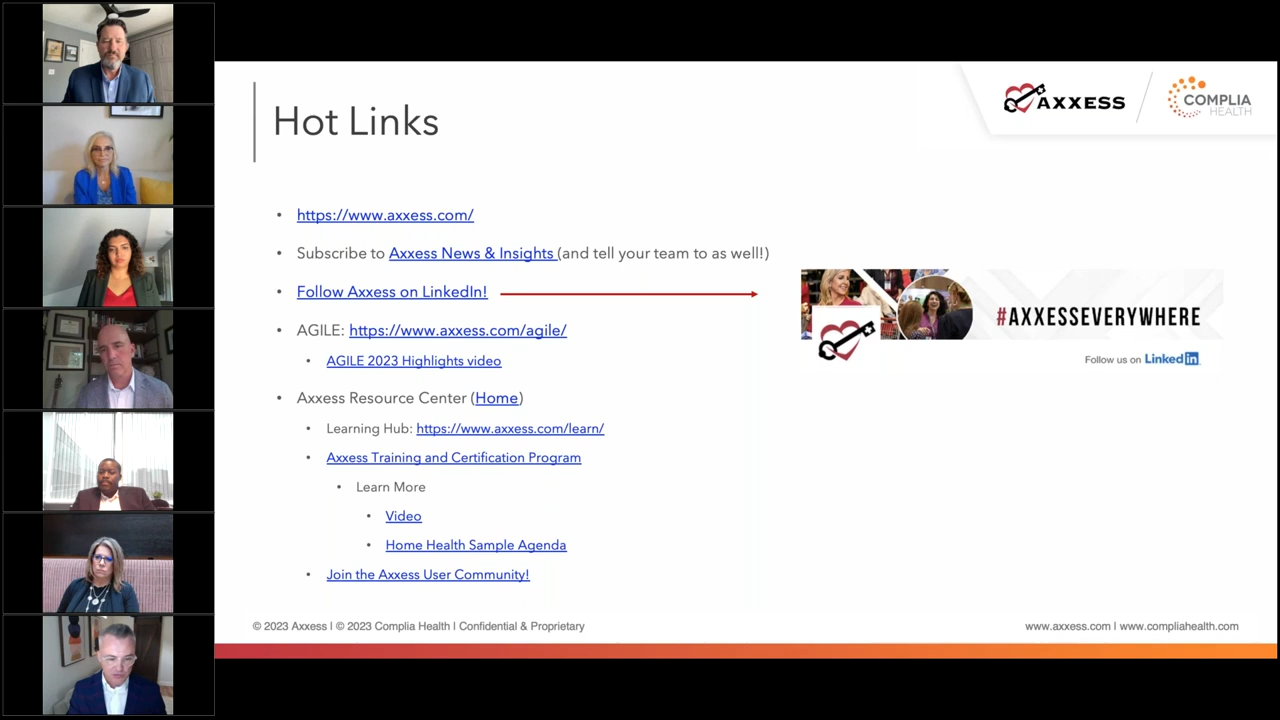 Hot Links
AXXESS
COMPLIA
HEALTH
• https://www.axxess.com/
• Subscribe to Axxess News & Insights (and tell your team to as well!)
• Follow Axxess on LinkedIn!
• AGILE: https://www.axxess.com/agile/
• AGILE 2023 Highlights video
• Axxess Resource Center (Home)
• Learning Hub: https://www.axxess.com/learn/
• Axxess Training and Certification Program
• Learn More
• Video
• Home Health Sample Agenda
• Join the Axxess User Community!
#AXXESSEVERYWHERE
Follow us on LinkedIn
© 2023 Axxess | © 2023 Complia Health | Confidential & Proprietary
www.axxess.com | www.compliahealth.com